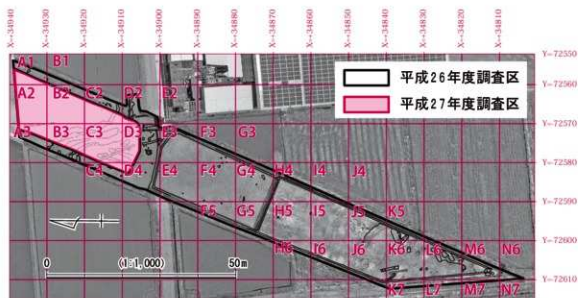 X=-34940 X=-34930 X=-34920 X=-34910 X=-34900 X=-34890 X=-34880 X=-34870 X=-34860 X=-34850 X=-34840 X=-34830 X=-34820 X=-34810
Y=-72550
Y=-72560
Y=-72570
Y=-72580
Y=-72590
Y=-72600
Y=-72610
平成26年度調査区
平成27年度調査区
A1 B1
A2 B2 C2 D2 E2
A3 B3 C3 D3 E3 F3 G3
C4 D4 E4 F4 G4 H4 I4 J4
F5 G5 H5 I5 J5 K5
H6 I6 J6 K6 L6 M6 N6
K7 L7 M7 N7
0 (1=1,000) 50m